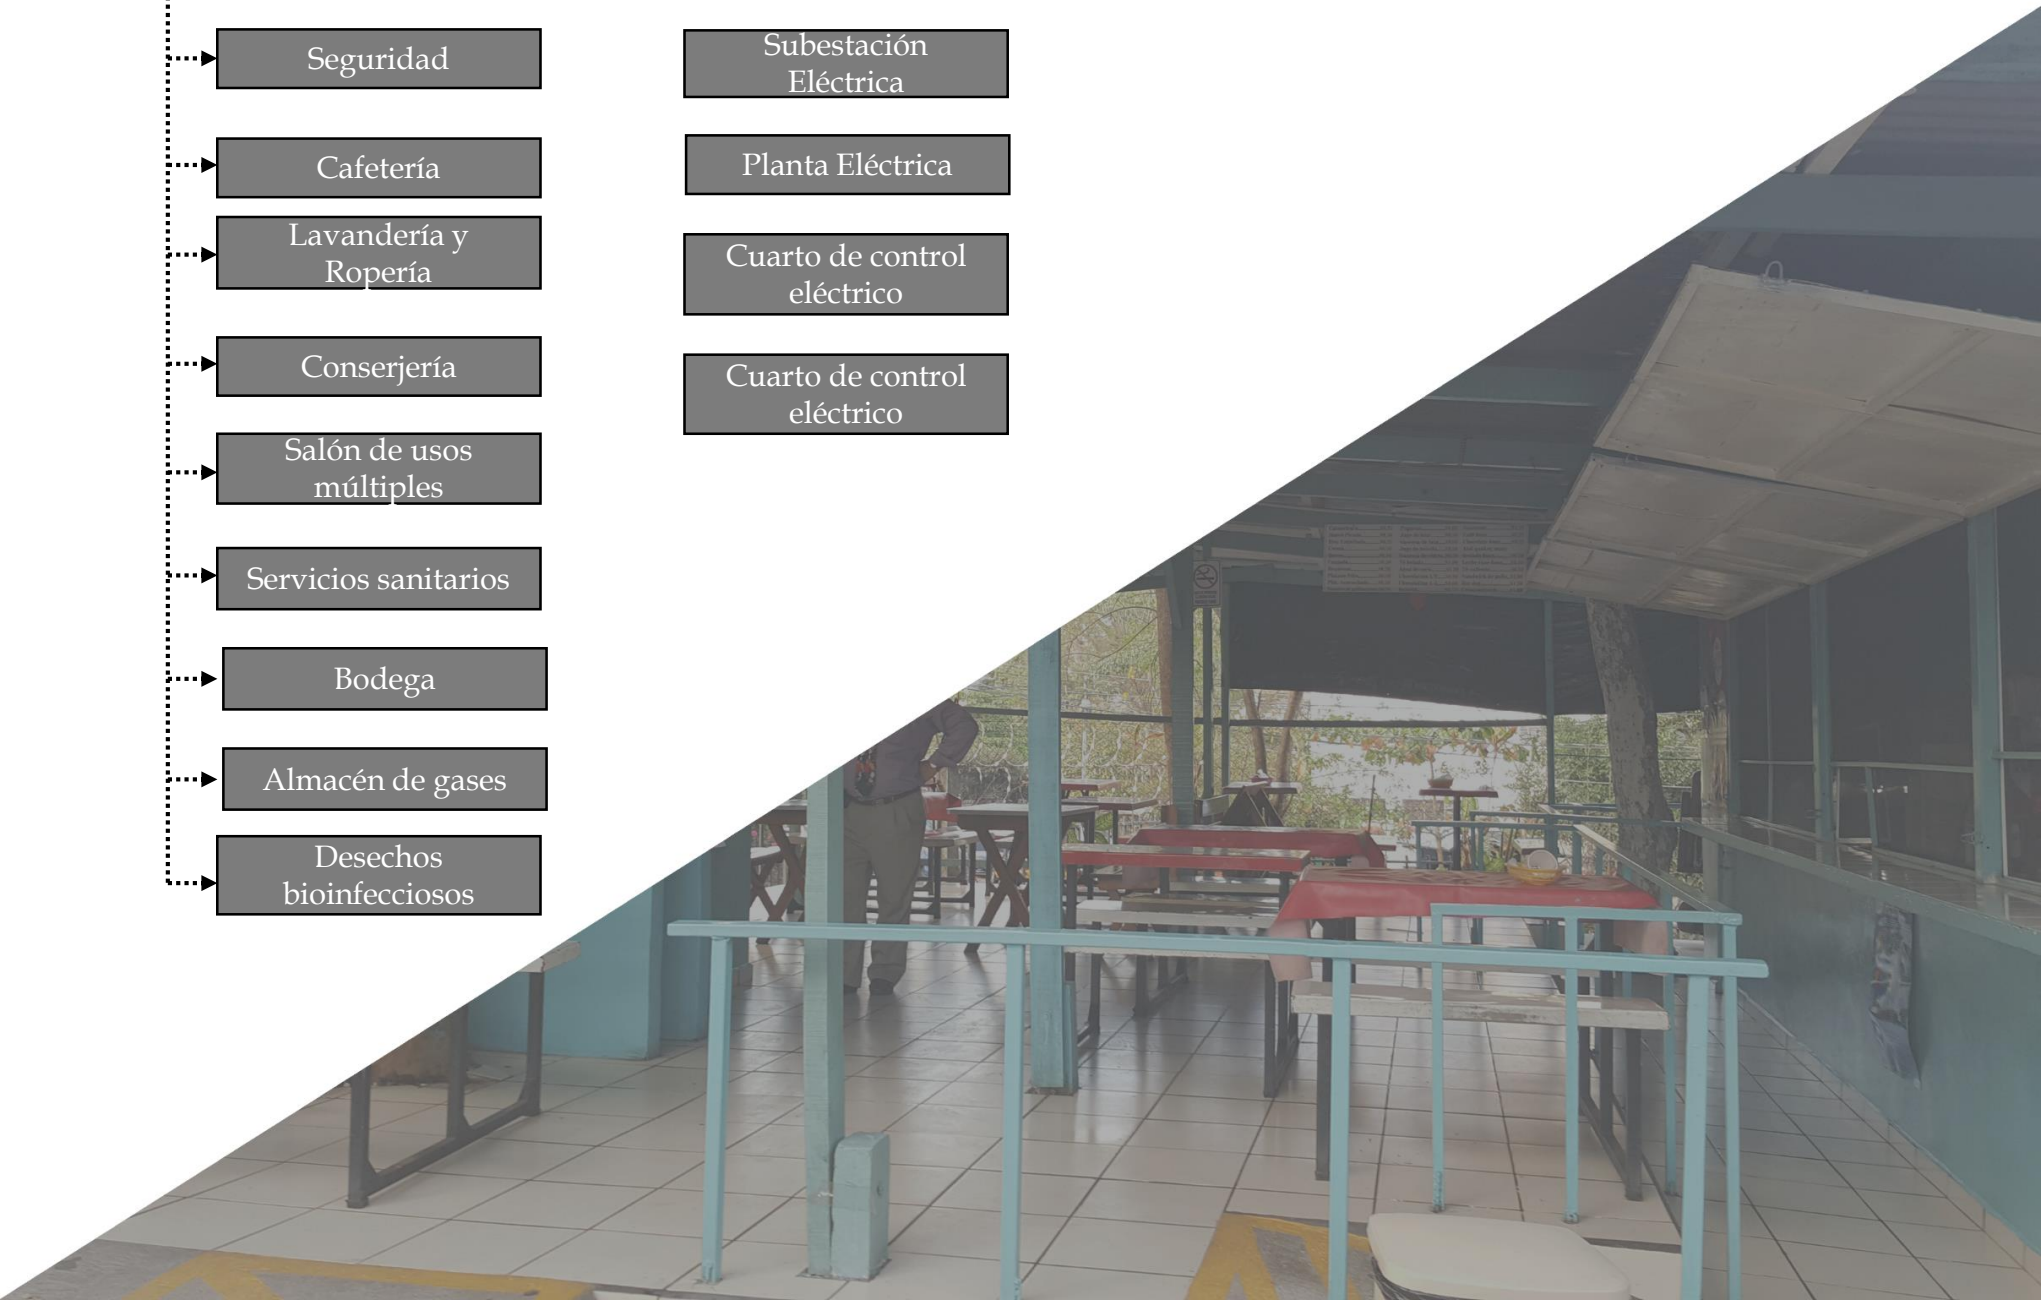 Seguridad
Cafetería
Lavandería y
Ropería
Conserjería
Salón de usos
múltiples
Servicios sanitarios
Bodega
Almacén de gases
Desechos
bioinfecciosos
Subestación
Eléctrica
Planta Eléctrica
Cuarto de control
eléctrico
Cuarto de control
eléctrico